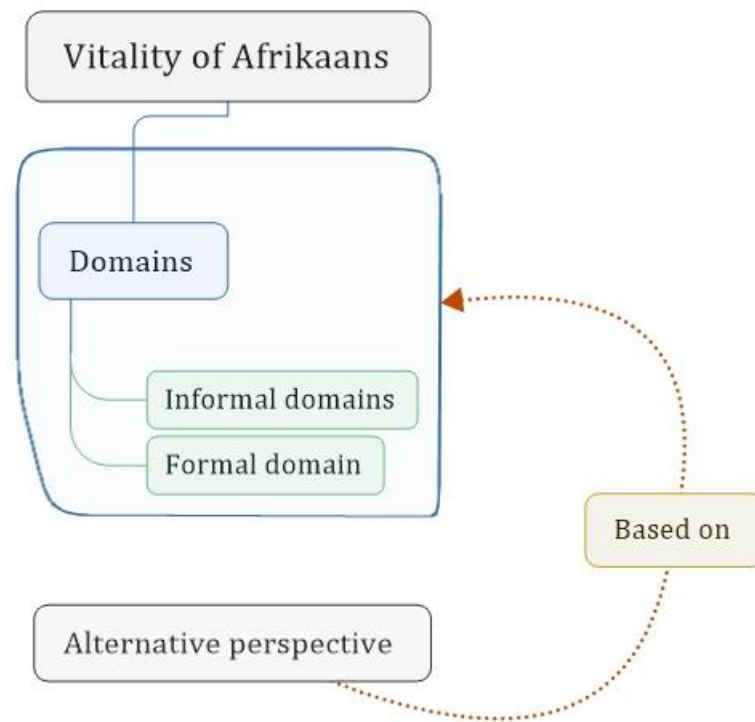 Vitality of Afrikaans
Domains
Informal domains
Formal domain
Based on
Alternative perspective